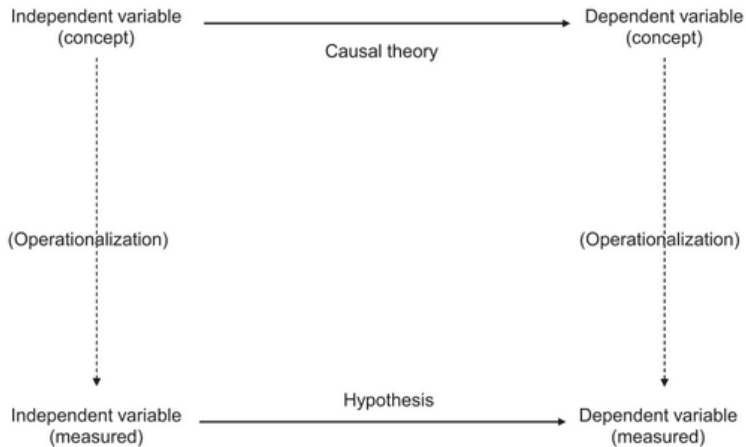 Independent variable
(concept)
Dependent variable
(concept)
Causal theory
(Operationalization)
(Operationalization)
Hypothesis
Independent variable
(measured)
Dependent variable
(measured)